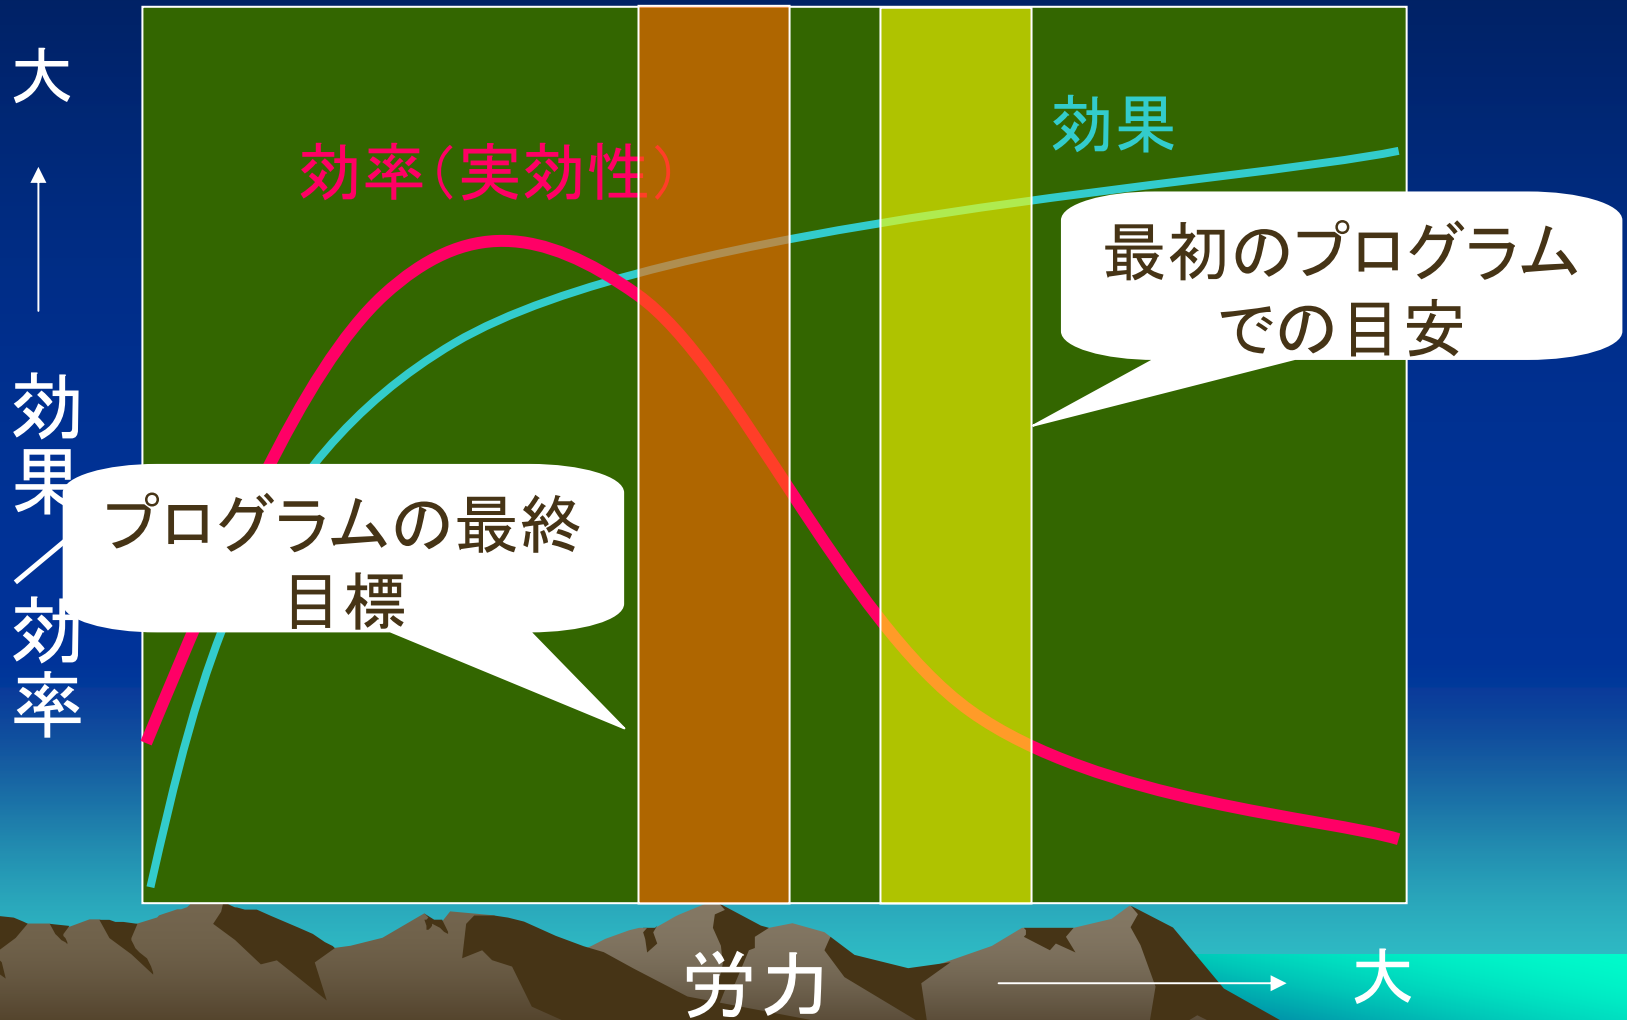 大
効果
効率(実効性)
最初のプログラム
での目安
効果／効率
プログラムの最終
目標
労力
大